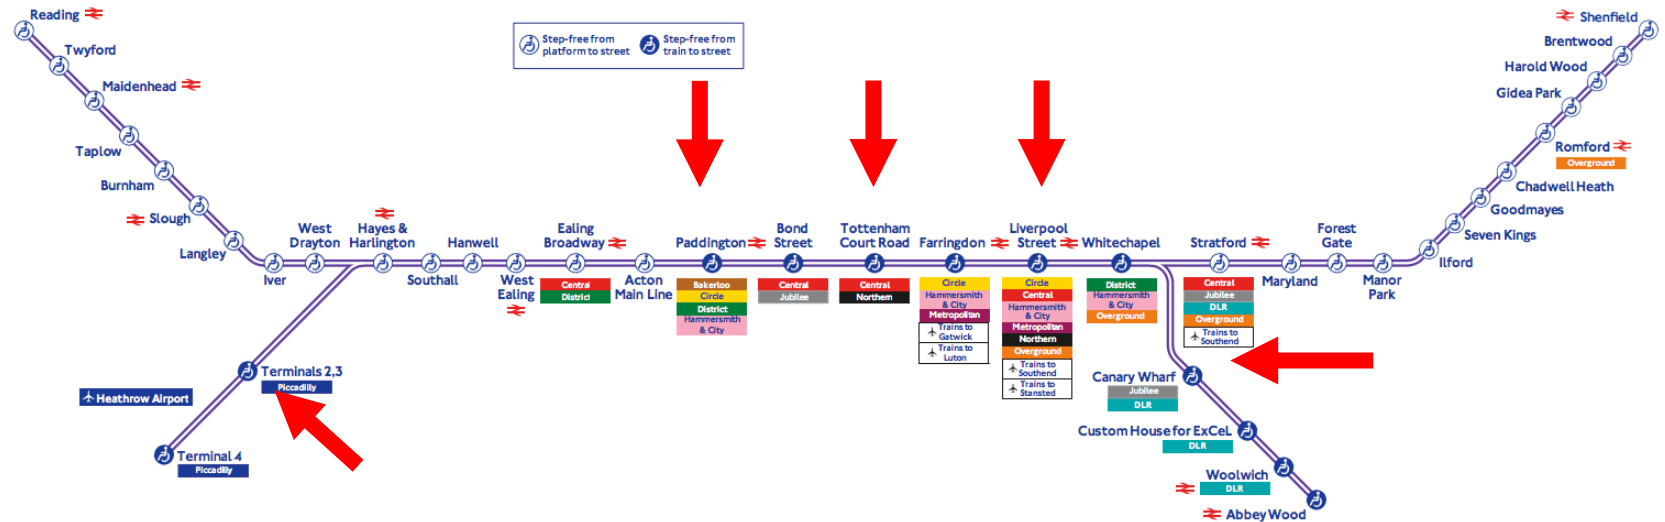 Reading
Twyford
Maidenhead
Taplow
Burnham
Slough
Langley
Iver
West
Drayton
Hayes &
Harlington
Southall
Hanwell
West
Ealing
Ealing
Broadway
Central
District
Acton
Main Line
Paddington
Bakerloo
Circle
District
Hammersmith
& City
Bond
Street
Central
Jubilee
Tottenham
Court Road
Central
Northern
Farringdon
Circle
Hammersmith
& City
Metropolitan
Trains to
Gatwick
Trains to
Luton
Liverpool
Street
Circle
Central
Hammersmith
& City
Metropolitan
Northern
Overground
Trains to
Southend
Trains to
Stansted
Whitechapel
District
Hammersmith
& City
Overground
Stratford
Central
Jubilee
DLR
Overground
Trains to
Southend
Maryland
Forest
Gate
Manor
Park
Ilford
Seven Kings
Goodmayes
Chadwell Heath
Romford
Overground
Gidea Park
Harold Wood
Brentwood
Shenfield
Step-free from
platform to street
Step-free from
train to street
Terminals 2,3
Piccadilly
Heathrow Airport
Terminal 4
Piccadilly
Canary Wharf
Jubilee
DLR
Custom House for ExCeL
DLR
Woolwich
DLR
Abbey Wood